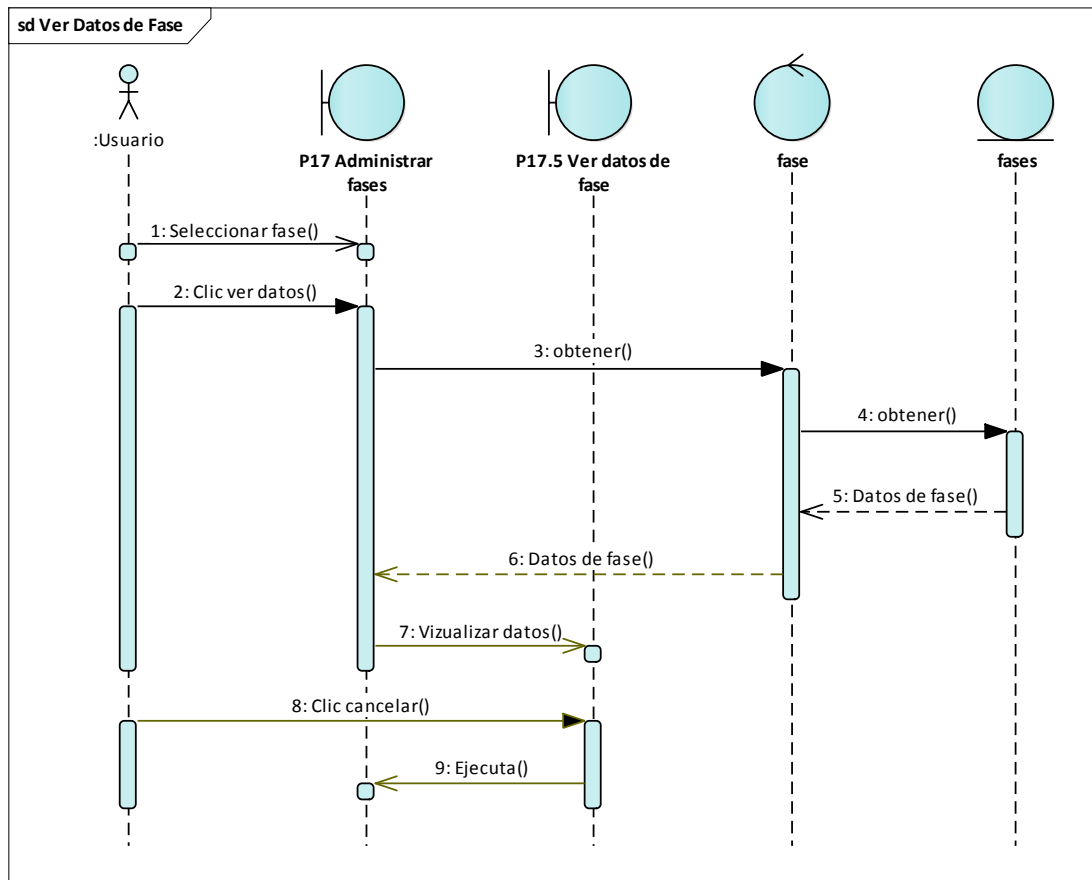 sd Ver Datos de Fase
:Usuario
P17 Administrar
fases
P17.5 Ver datos de
fase
fase
fases
1: Seleccionar fase()
2: Clic ver datos()
3: obtener()
4: obtener()
5: Datos de fase()
6: Datos de fase()
7: Vizualizar datos()
8: Clic cancelar()
9: Ejecuta()